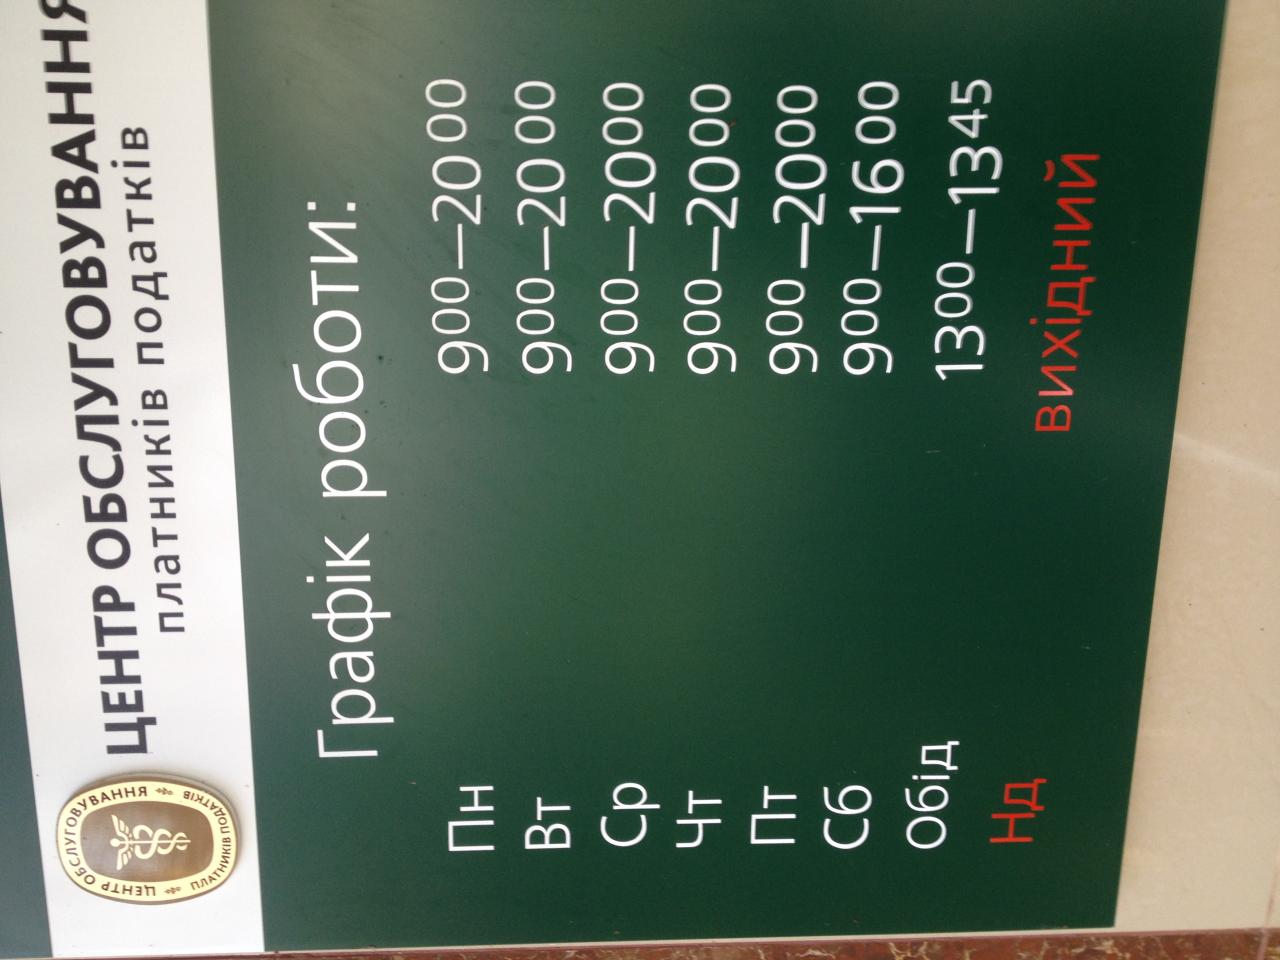 ЦЕНТР ОБСЛУГОВУВАННЯ
платників податків
ЦЕНТР ОБСЛУГОВУВАННЯ
ПЛАТНИКІВ ПОДАТКІВ
Графік роботи:
Пн 900–2000
Вт 900–2000
Ср 900–2000
Чт 900–2000
Пт 900–2000
Сб 900–1600
Обід 1300–1345
Нд вихідний